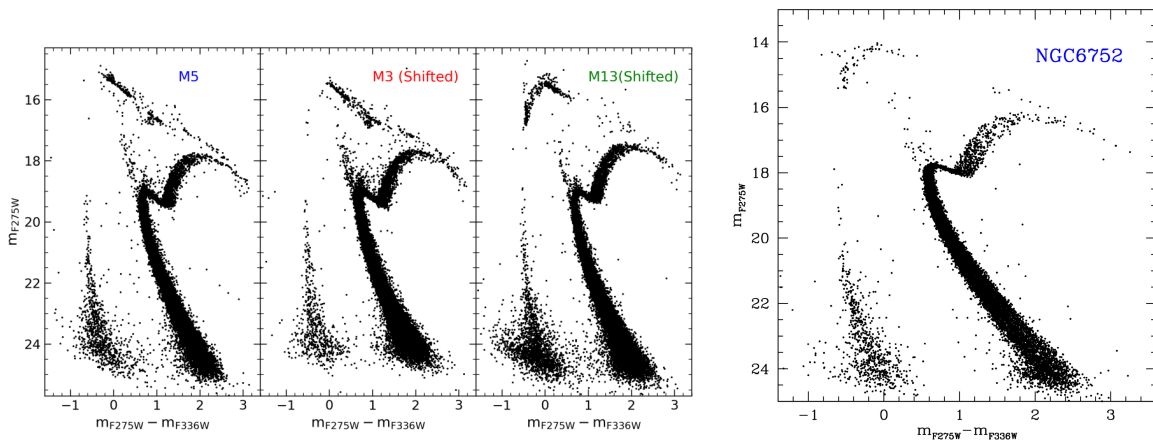 M5
M3 (Shifted)
M13(Shifted)
NGC6752
m_F275W
16
18
20
22
24
−1 0 1 2 3
−1 0 1 2 3
−1 0 1 2 3
m_F275W − m_F336W
m_F275W − m_F336W
m_F275W − m_F336W
m_F275W
14
16
18
20
22
24
−1 0 1 2 3
m_F275W−m_F336W